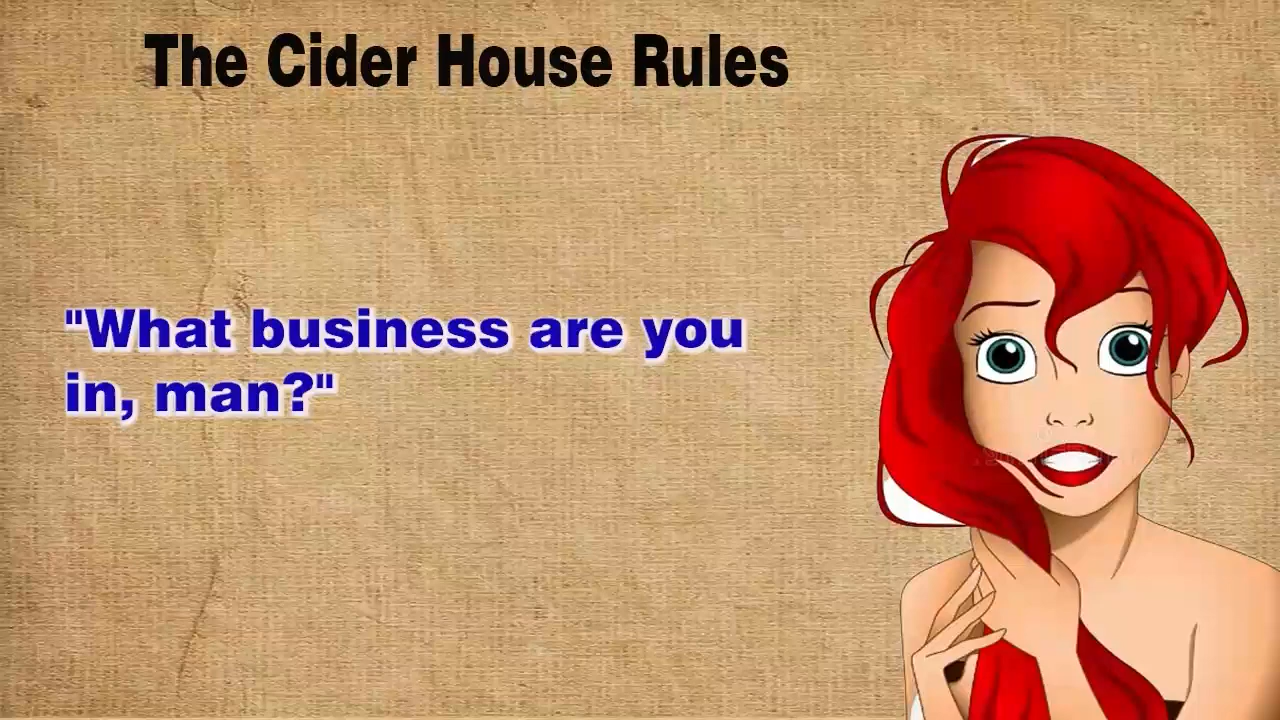 The Cider House Rules
"What business are you
in, man?"